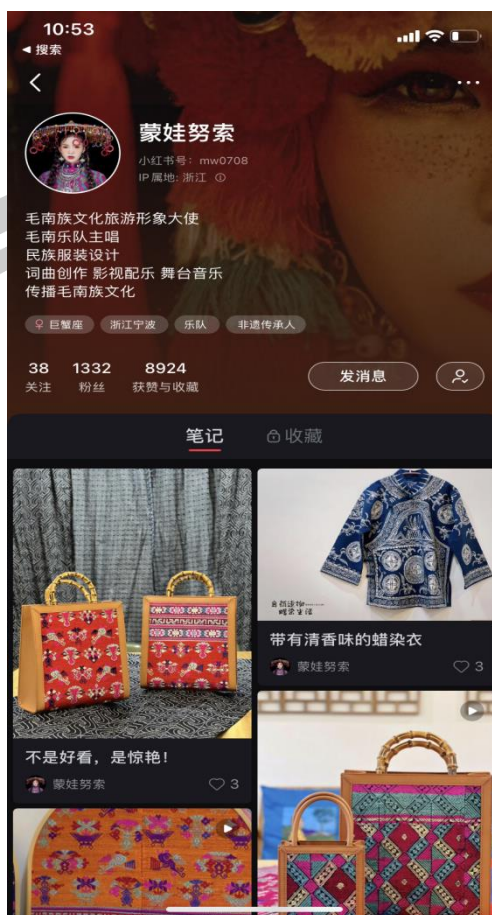 10:53
◀ 搜索
蒙娃努索
小红书号：mw0708
IP属地：浙江
毛南族文化旅游形象大使
毛南乐队主唱
民族服装设计
词曲创作 影视配乐 舞台音乐
传播毛南族文化
巨蟹座
浙江宁波
乐队
非遗传承人
38
1332
8924
关注
粉丝
获赞与收藏
发消息
笔记
收藏
带有清香味的蜡染衣
蒙娃努索
3
不是好看，是惊艳！
蒙娃努索
3